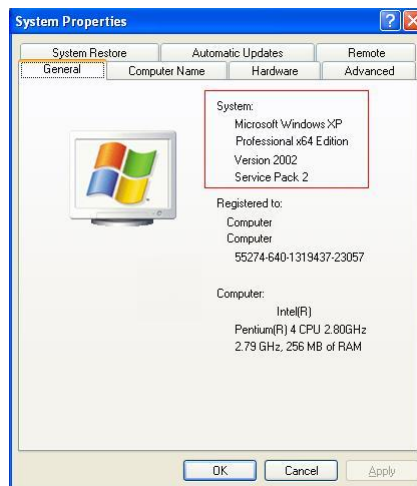 System Properties
System Restore
Automatic Updates
Remote
General
Computer Name
Hardware
Advanced
System:
Microsoft Windows XP
Professional x64 Edition
Version 2002
Service Pack 2
Registered to:
Computer
Computer
55274-640-1319437-23057
Computer:
Intel(R)
Pentium(R) 4 CPU 2.80GHz
2.79 GHz, 256 MB of RAM
OK
Cancel
Apply